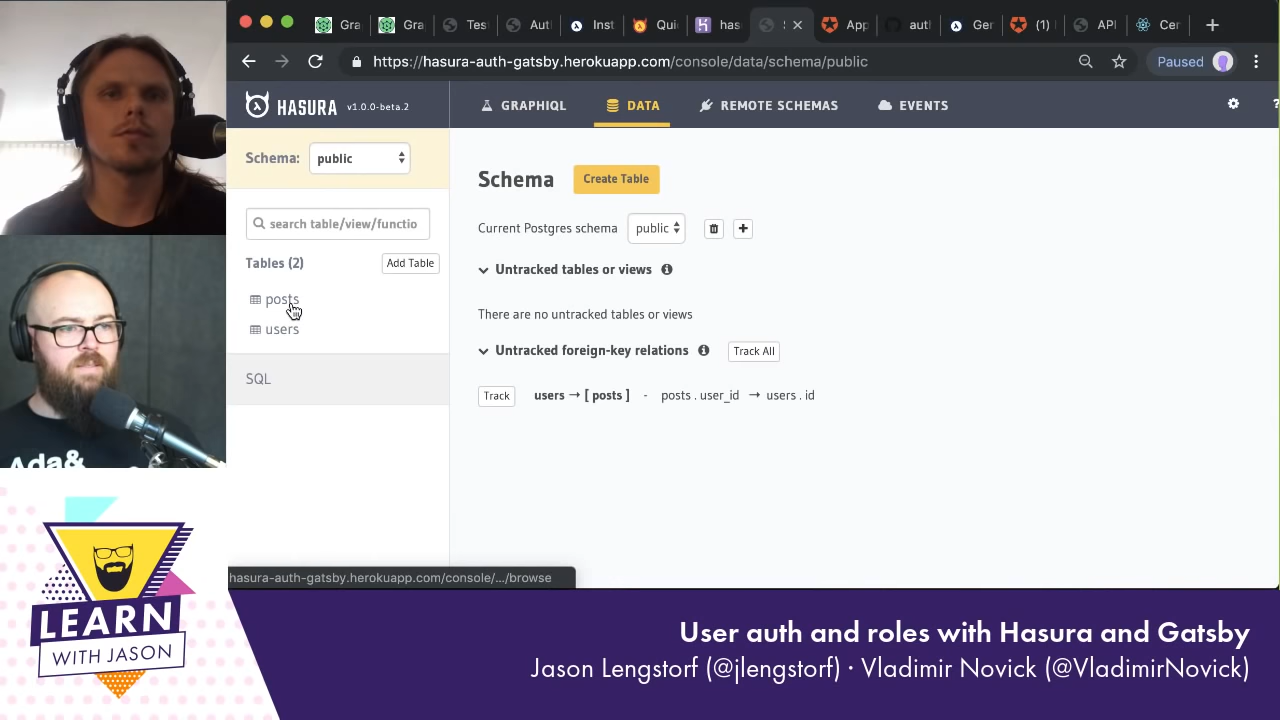 Gra
Gra
Tes
Aut
Inst
Qui
has
S
App
aut
Ger
(1)
API
Cer
https://hasura-auth-gatsby.herokuapp.com/console/data/schema/public
Paused
HASURA v1.0.0-beta.2
GRAPHIQL
DATA
REMOTE SCHEMAS
EVENTS
?
Schema: public
search table/view/functio
Tables (2)
Add Table
posts
users
SQL
Schema
Create Table
Current Postgres schema public
Untracked tables or views
There are no untracked tables or views
Untracked foreign-key relations
Track All
Track users → [ posts ] - posts . user_id → users . id
hasura-auth-gatsby.herokuapp.com/console/.../browse
Ada&
LEARN
WITH JASON
User auth and roles with Hasura and Gatsby
Jason Lengstorf (@jlengstorf) · Vladimir Novick (@VladimirNovick)